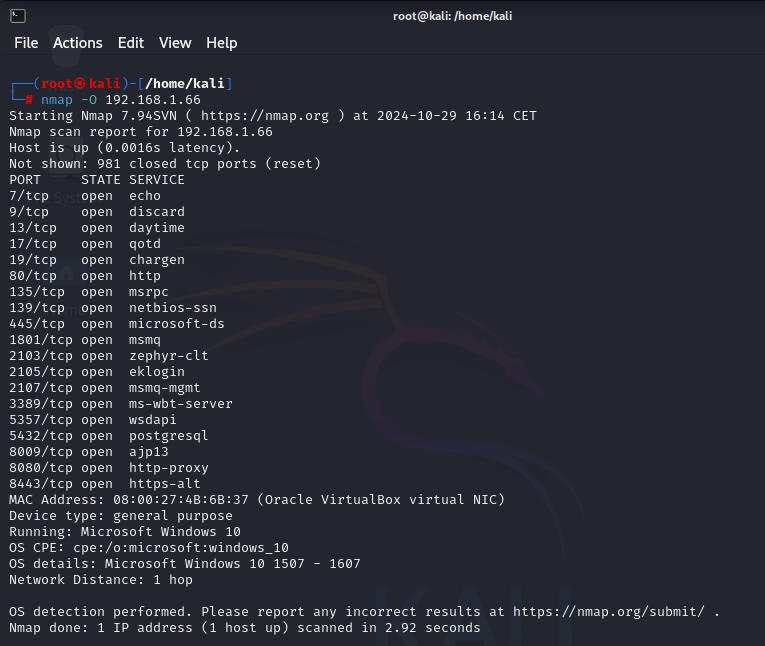 root@kali: /home/kali
File Actions Edit View Help
┌──(root㉿kali)-[/home/kali]
└─# nmap -O 192.168.1.66
Starting Nmap 7.94SVN ( https://nmap.org ) at 2024-10-29 16:14 CET
Nmap scan report for 192.168.1.66
Host is up (0.0016s latency).
Not shown: 981 closed tcp ports (reset)
PORT     STATE SERVICE
7/tcp    open  echo
9/tcp    open  discard
13/tcp   open  daytime
17/tcp   open  qotd
19/tcp   open  chargen
80/tcp   open  http
135/tcp  open  msrpc
139/tcp  open  netbios-ssn
445/tcp  open  microsoft-ds
1801/tcp open  msmq
2103/tcp open  zephyr-clt
2105/tcp open  eklogin
2107/tcp open  msmq-mgmt
3389/tcp open  ms-wbt-server
5357/tcp open  wsdapi
5432/tcp open  postgresql
8009/tcp open  ajp13
8080/tcp open  http-proxy
8443/tcp open  https-alt
MAC Address: 08:00:27:4B:6B:37 (Oracle VirtualBox virtual NIC)
Device type: general purpose
Running: Microsoft Windows 10
OS CPE: cpe:/o:microsoft:windows_10
OS details: Microsoft Windows 10 1507 - 1607
Network Distance: 1 hop
OS detection performed. Please report any incorrect results at https://nmap.org/submit/ .
Nmap done: 1 IP address (1 host up) scanned in 2.92 seconds
KALI